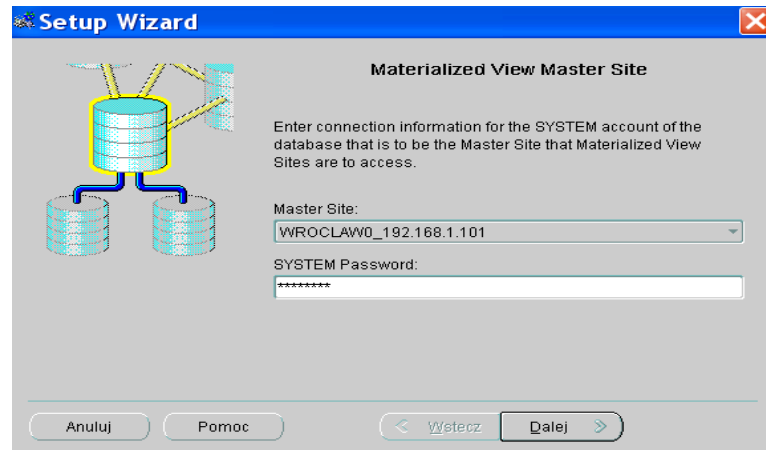 Setup Wizard
Materialized View Master Site
Enter connection information for the SYSTEM account of the
database that is to be the Master Site that Materialized View
Sites are to access.
Master Site:
WROCLAW0_192.168.1.101
SYSTEM Password:
********
Anuluj
Pomoc
Wstecz
Dalej